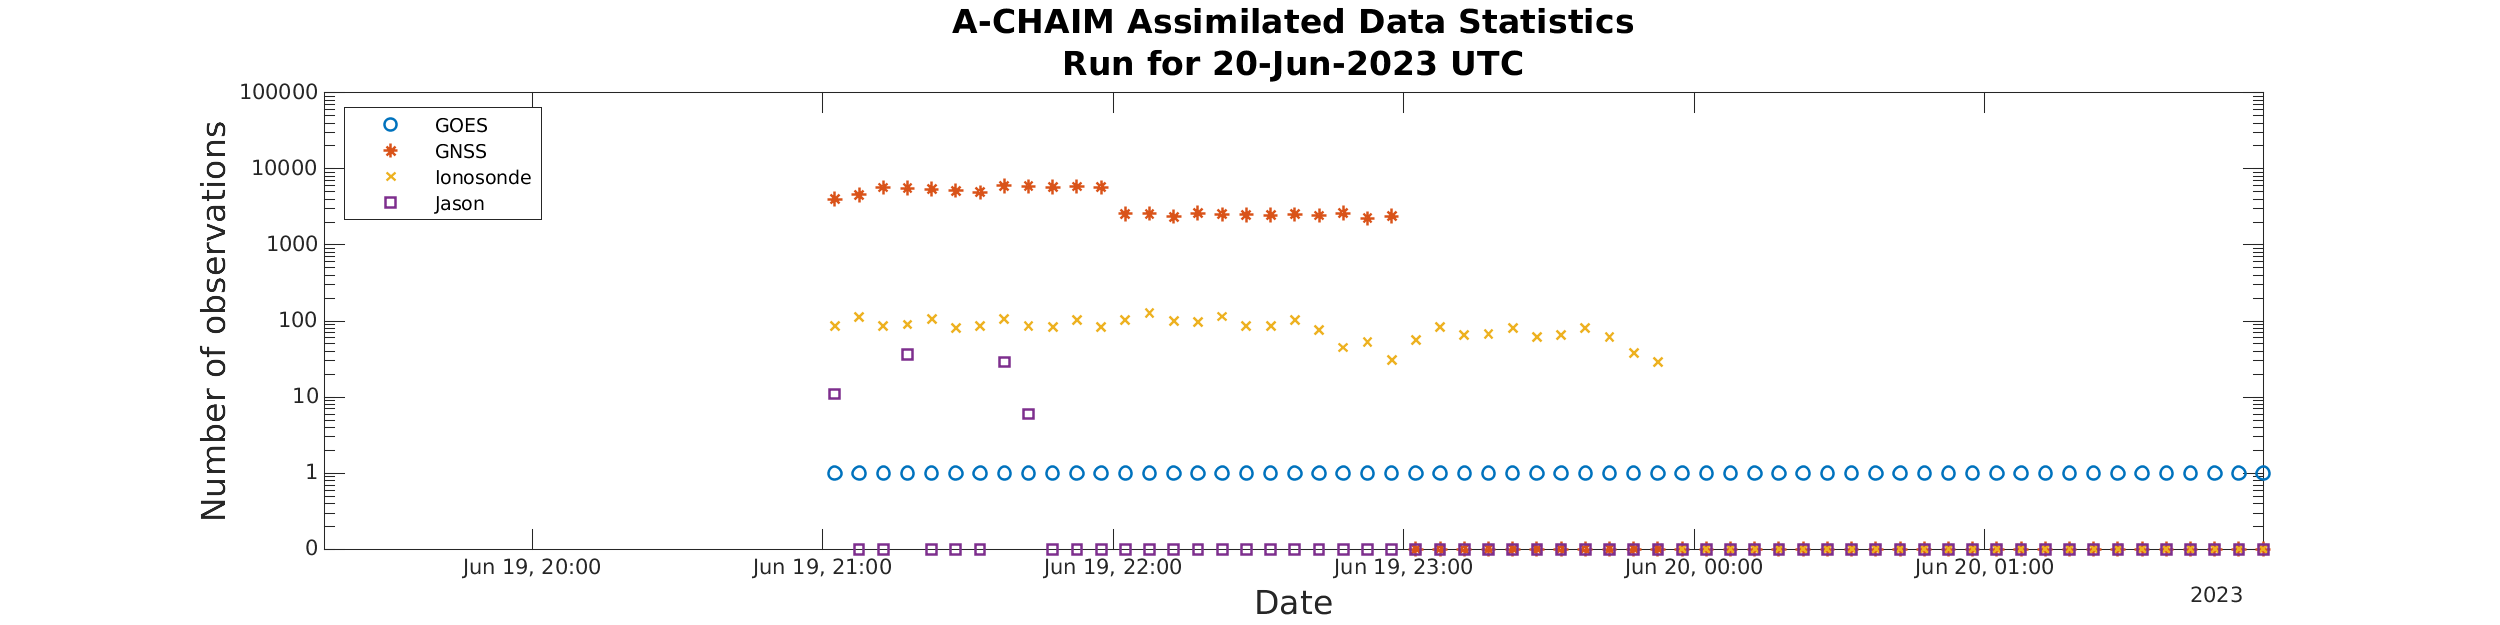 A-CHAIM Assimilated Data Statistics
Run for 20-Jun-2023 UTC
Number of observations
100000
10000
1000
100
10
1
0
GOES
GNSS
Ionosonde
Jason
Jun 19, 20:00
Jun 19, 21:00
Jun 19, 22:00
Jun 19, 23:00
Jun 20, 00:00
Jun 20, 01:00
2023
Date